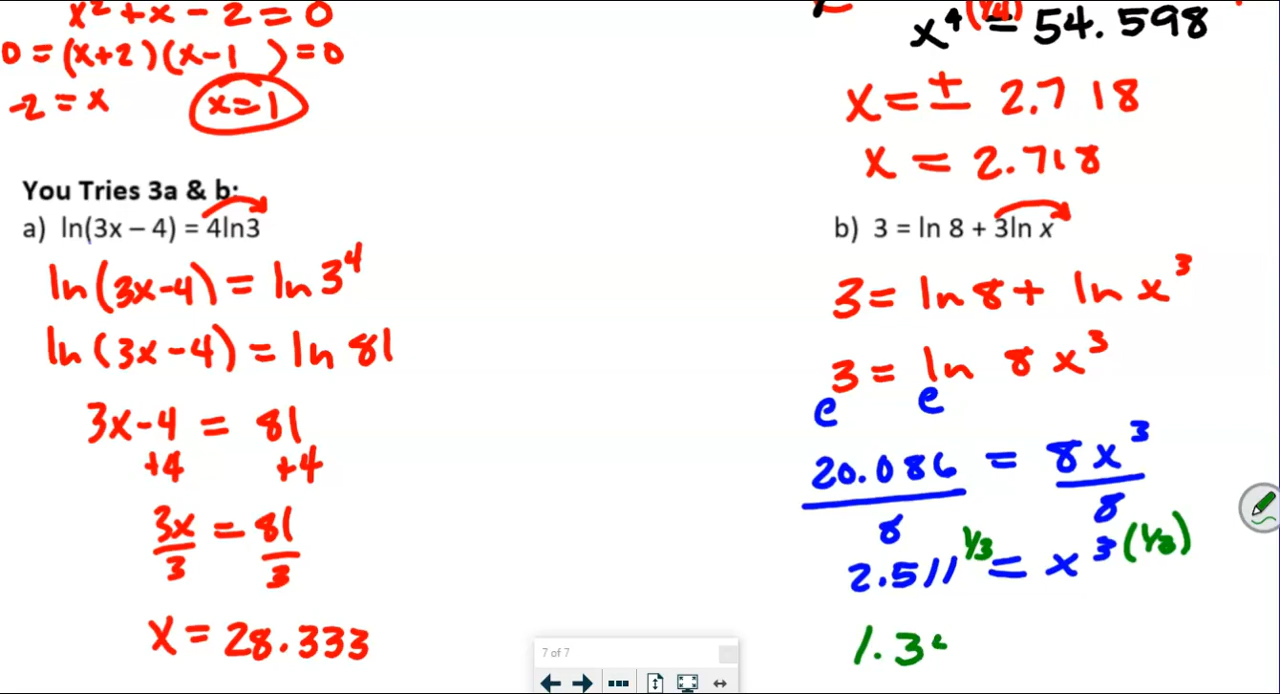 x² + x - 2 = 0
0 = (x+2)(x-1) = 0
-2 = x x = 1
x⁴ (1/4) = 54.598
x = ± 2.718
x = 2.718
You Tries 3a & b:
a) ln(3x – 4) = 4ln3
ln(3x-4) = ln 3⁴
ln(3x-4) = ln 81
3x-4 = 81
+4 +4
3x = 81
3 3
x = 28.333
b) 3 = ln 8 + 3ln x
3 = ln 8 + ln x³
3 = ln 8x³
e e
20.086 = 8x³
8 8
2.511 ^1/3 = x ^3(1/3)
1.3
7 of 7